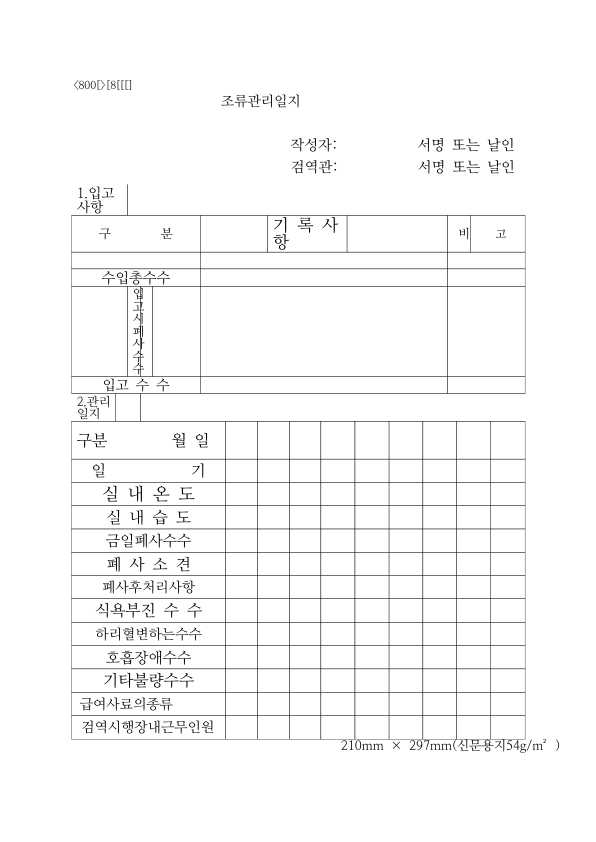 <800[>[8[[[]
조류관리일지
작성자: 서명 또는 날인
검역관: 서명 또는 날인
1.입고
사항
구 분 기 록 사 비 고
항
수입총수수
입
고
시
폐
사
수
수
입고 수 수
2.관리
일지
구분 월 일
일 기
실 내 온 도
실 내 습 도
금일폐사수수
폐 사 소 견
폐사후처리사항
식욕부진 수 수
하리혈변하는수수
호흡장애수수
기타불량수수
급여사료의종류
검역시행장내근무인원
210mm × 297mm(신문용지54g/m² )